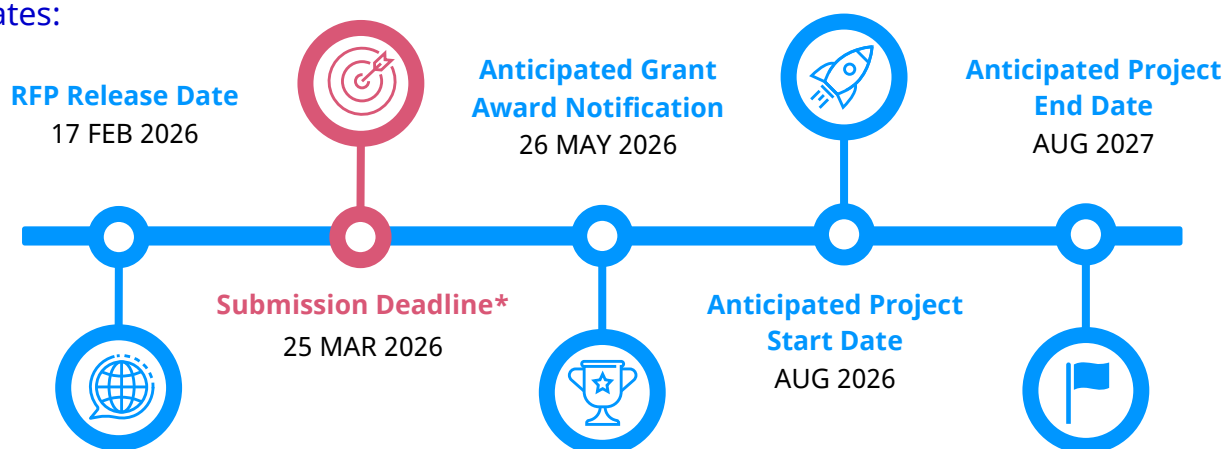 ates:
RFP Release Date
17 FEB 2026
Submission Deadline*
25 MAR 2026
Anticipated Grant
Award Notification
26 MAY 2026
Anticipated Project
Start Date
AUG 2026
Anticipated Project
End Date
AUG 2027